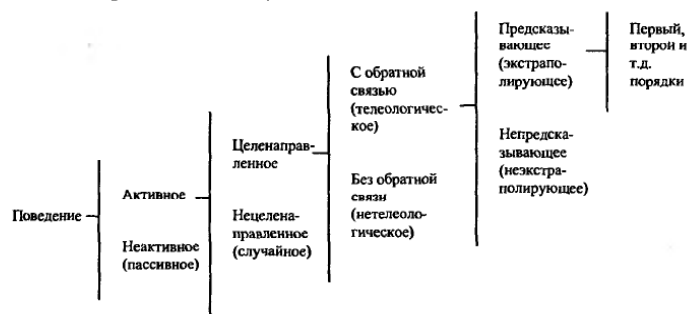 Поведение
Активное
Неактивное
(пассивное)
Целенаправ-
ленное
Нецелена-
правленное
(случайное)
С обратной
связью
(телеологичес-
кое)
Без обратной
связи
(нетелеоло-
гическое)
Предсказы-
вающее
(экстрапо-
лирующее)
Непредска-
зывающее
(неэкстра-
полирующее)
Первый,
второй и
т.д.
порядки